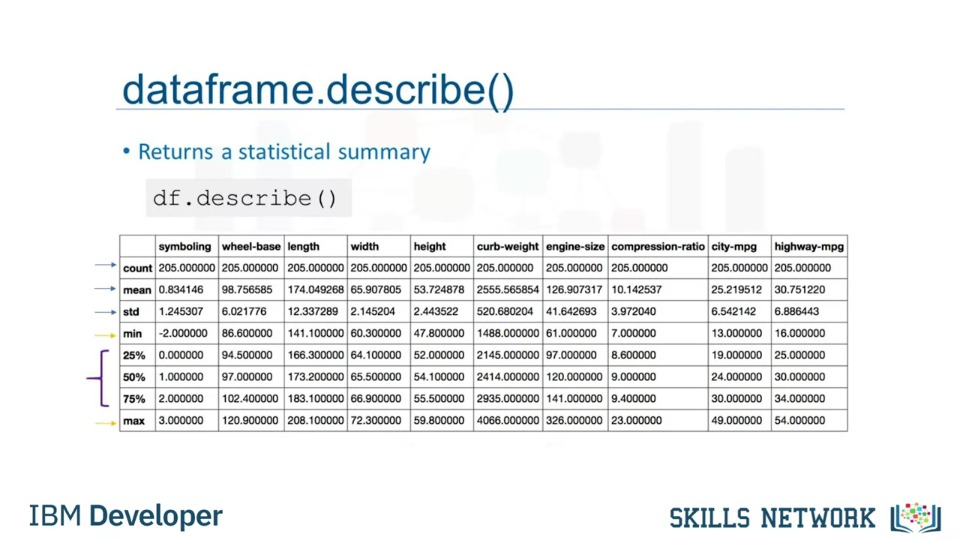 dataframe.describe()
• Returns a statistical summary
df.describe()
symboling wheel-base length width height curb-weight engine-size compression-ratio city-mpg highway-mpg
count 205.000000 205.000000 205.000000 205.000000 205.000000 205.000000 205.000000 205.000000 205.000000 205.000000
mean 0.834146 98.756585 174.049268 65.907805 53.724878 2555.565854 126.907317 10.142537 25.219512 30.751220
std 1.245307 6.021776 12.337289 2.145204 2.443522 520.680204 41.642693 3.972040 6.542142 6.886443
min -2.000000 86.600000 141.100000 60.300000 47.800000 1488.000000 61.000000 7.000000 13.000000 16.000000
25% 0.000000 94.500000 166.300000 64.100000 52.000000 2145.000000 97.000000 8.600000 19.000000 25.000000
50% 1.000000 97.000000 173.200000 65.500000 54.100000 2414.000000 120.000000 9.000000 24.000000 30.000000
75% 2.000000 102.400000 183.100000 66.900000 55.500000 2935.000000 141.000000 9.400000 30.000000 34.000000
max 3.000000 120.900000 208.100000 72.300000 59.800000 4066.000000 326.000000 23.000000 49.000000 54.000000
IBM Developer
SKILLS NETWORK